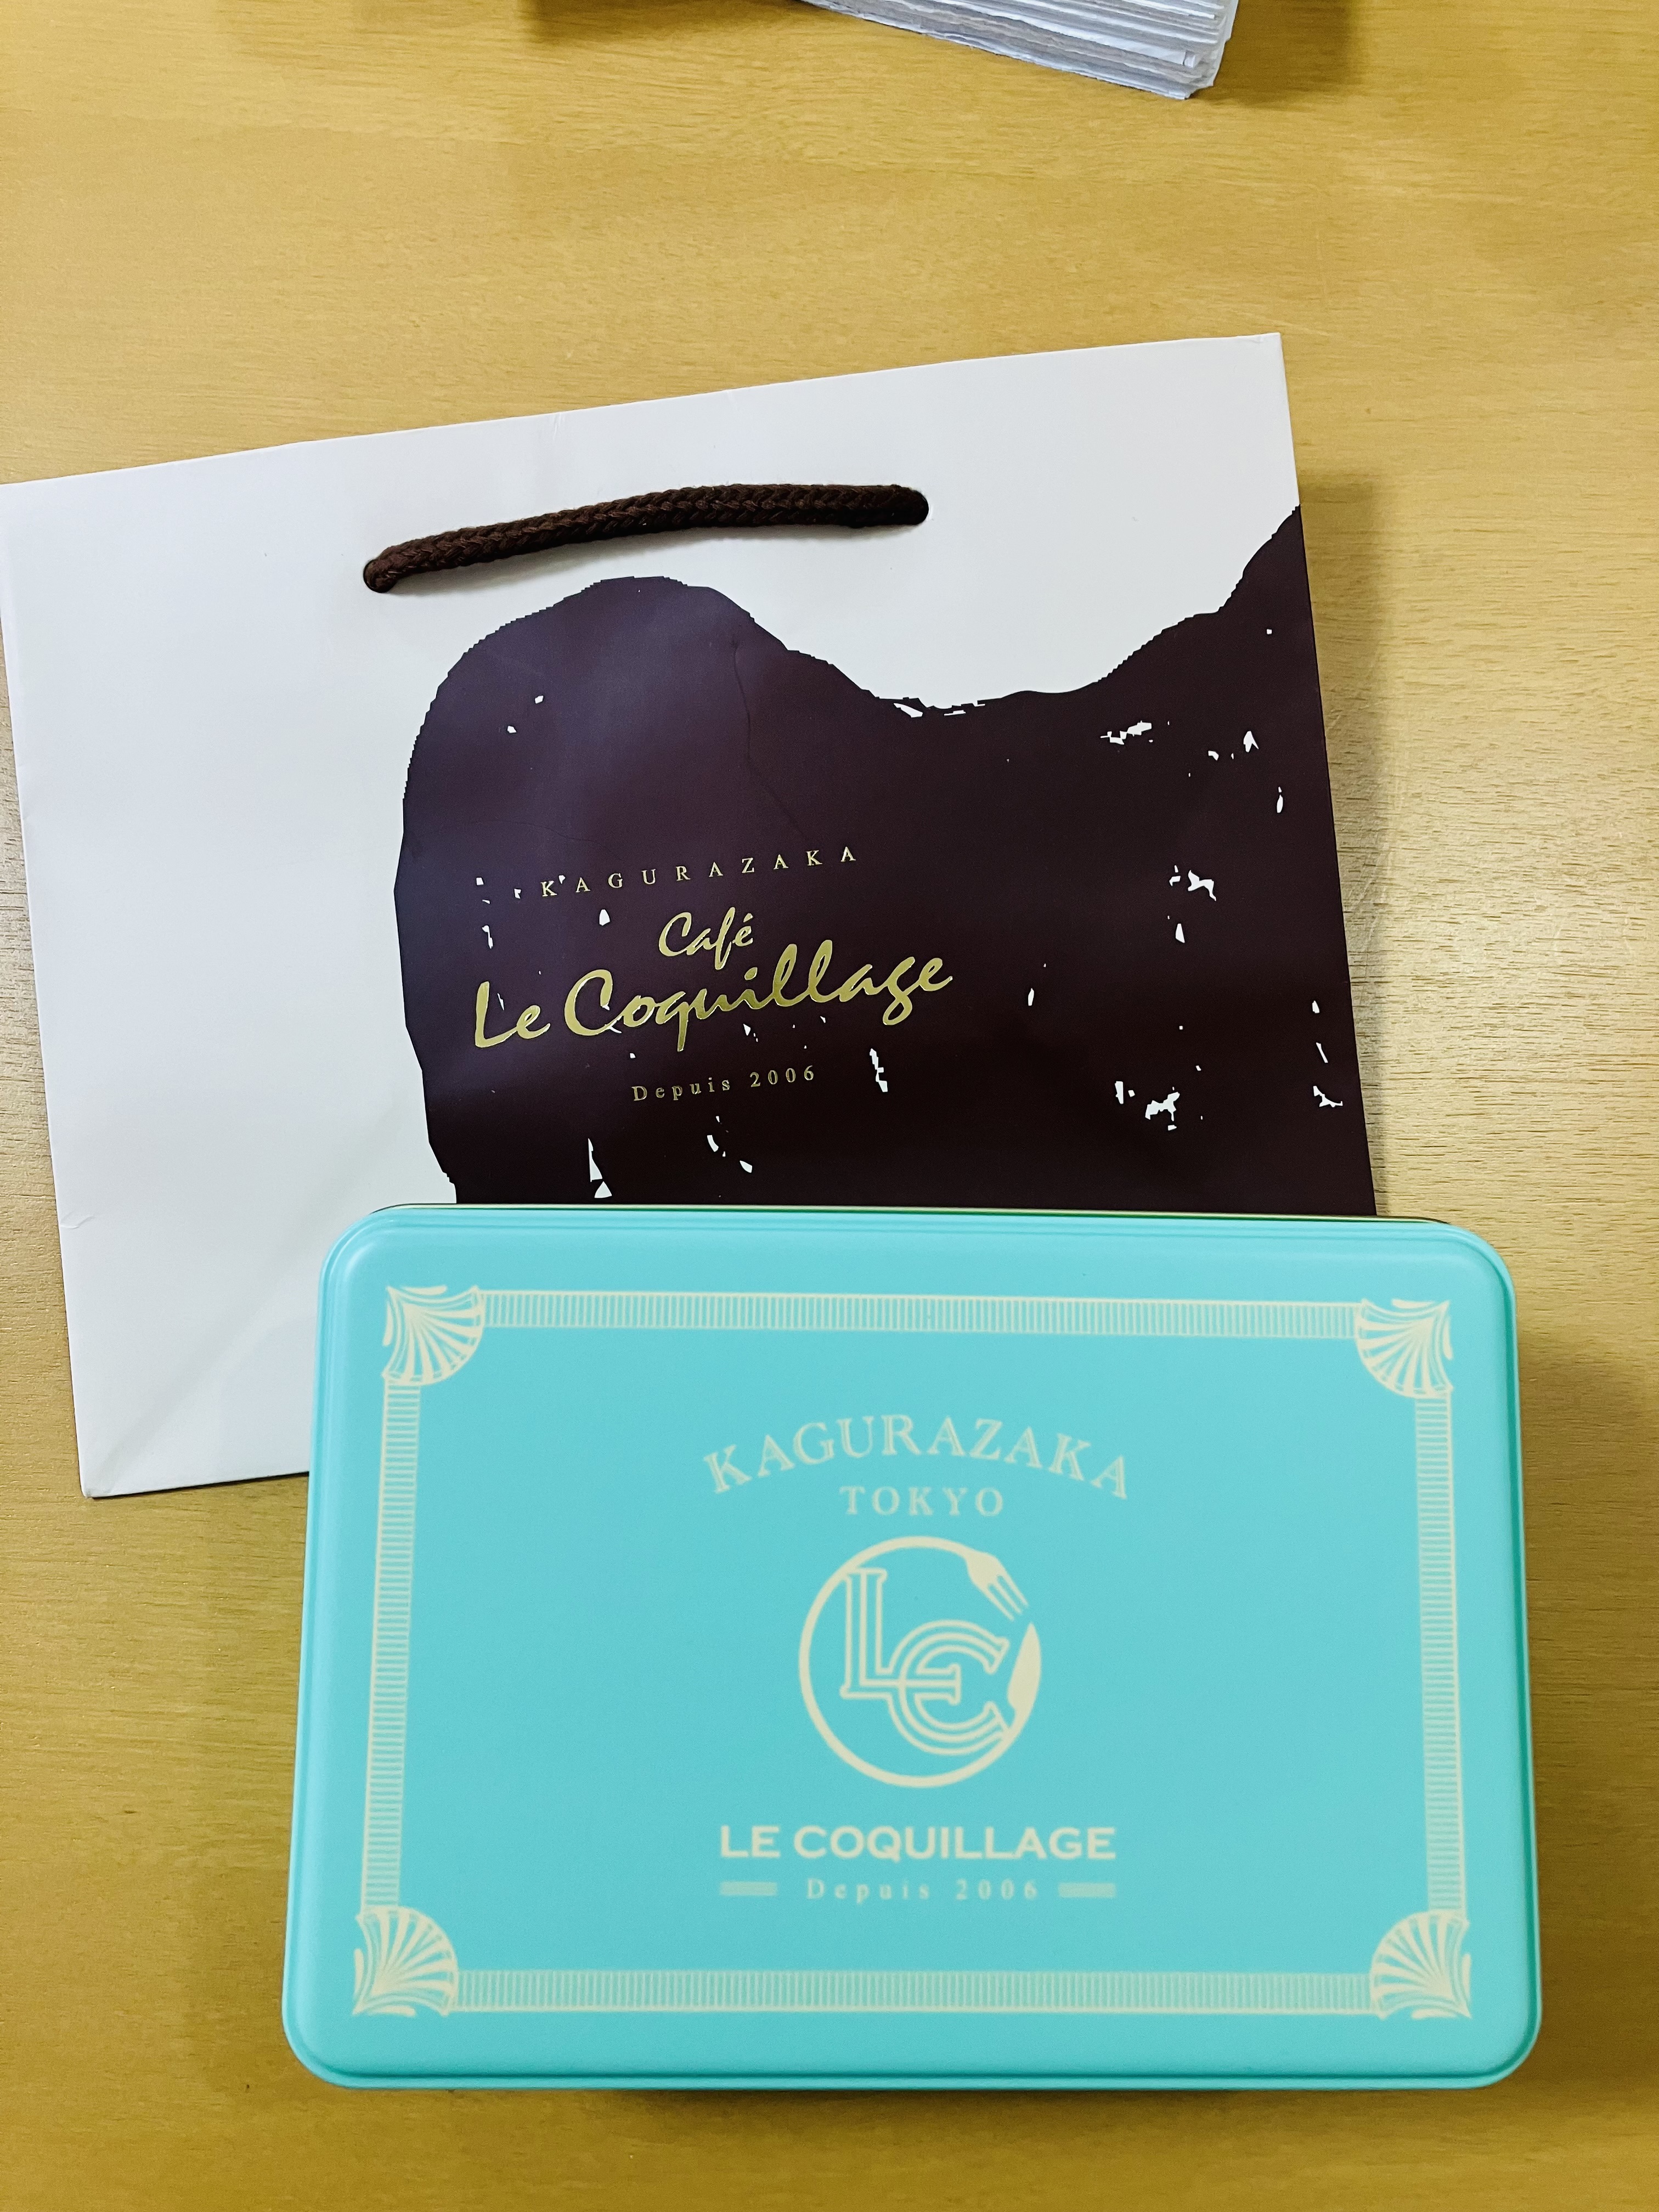 KAGURAZAKA
Café
Le Coquillage
Depuis 2006
KAGURAZAKA
TOKYO
LC
LE COQUILLAGE
Depuis 2006